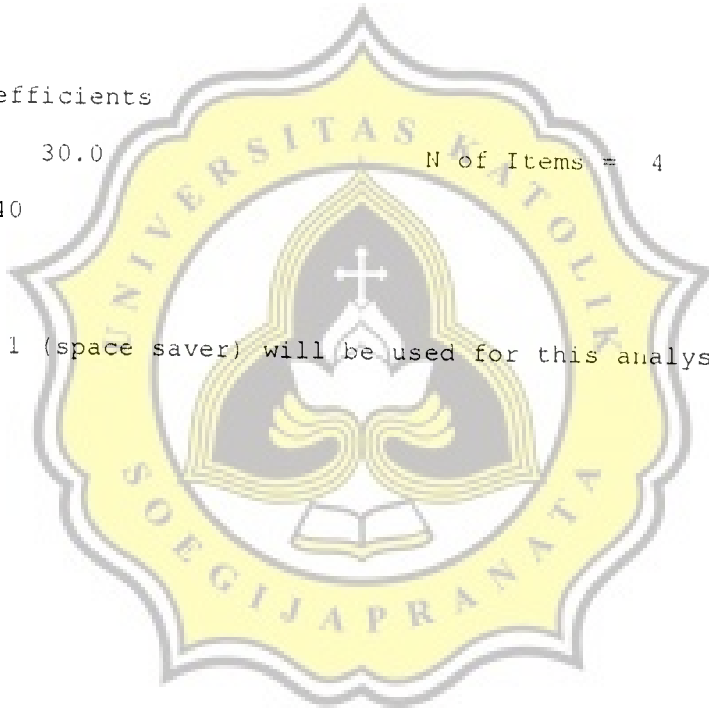 efficients
30.0 N of Items = 4
40
1 (space saver) will be used for this analys
UNIVERSITAS KATOLIK
SOEGIJAPRANATA